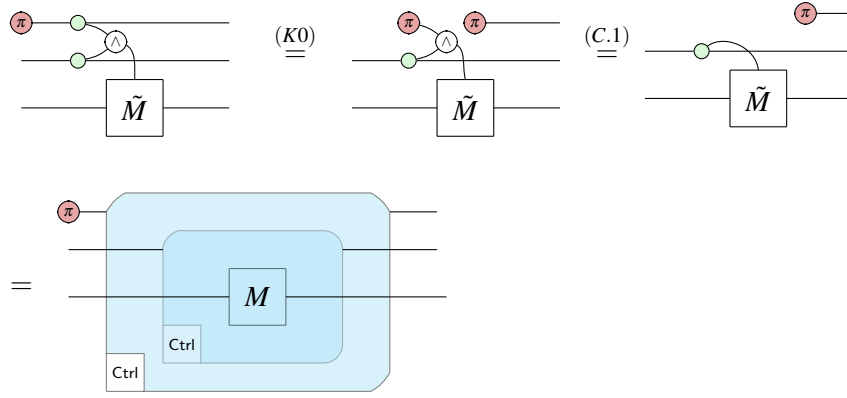 π ∧ M̃ (K0) = π π ∧ M̃ (C.1) = π M̃
= π M Ctrl Ctrl